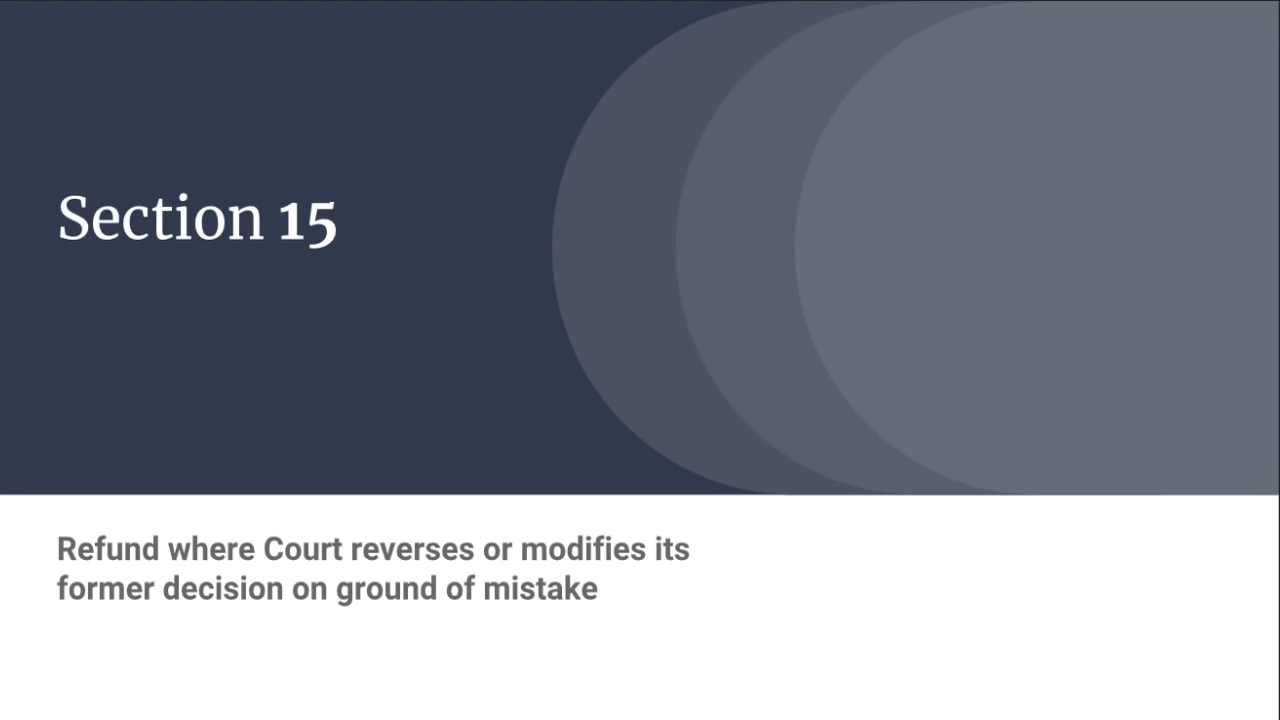 Section 15
Refund where Court reverses or modifies its
former decision on ground of mistake